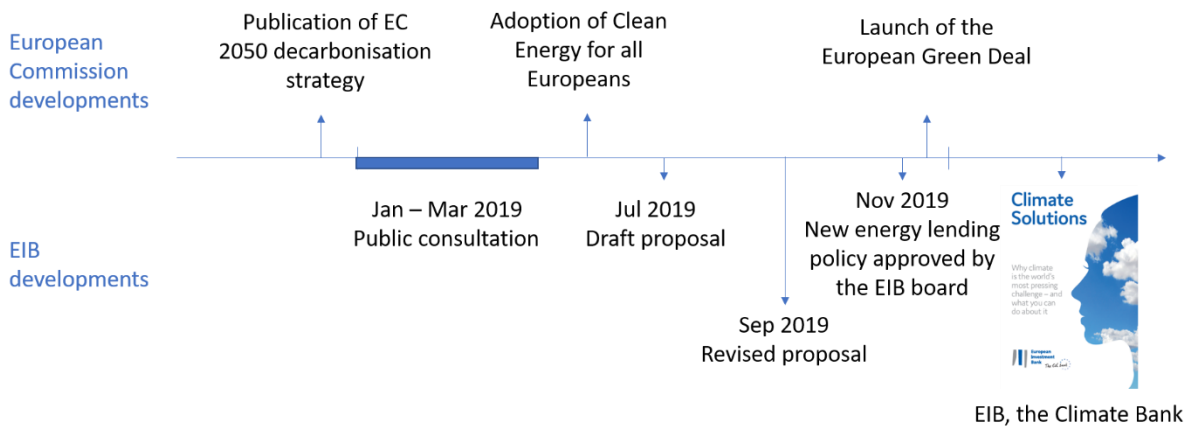 European
Commission
developments
Publication of EC
2050 decarbonisation
strategy
Adoption of Clean
Energy for all
Europeans
Launch of the
European Green Deal
EIB
developments
Jan – Mar 2019
Public consultation
Jul 2019
Draft proposal
Sep 2019
Revised proposal
Nov 2019
New energy lending
policy approved by
the EIB board
Climate
Solutions
Why climate
is the world's
most pressing
challenge – and
what you can
do about it
European
Investment
Bank
The EU bank
EIB, the Climate Bank